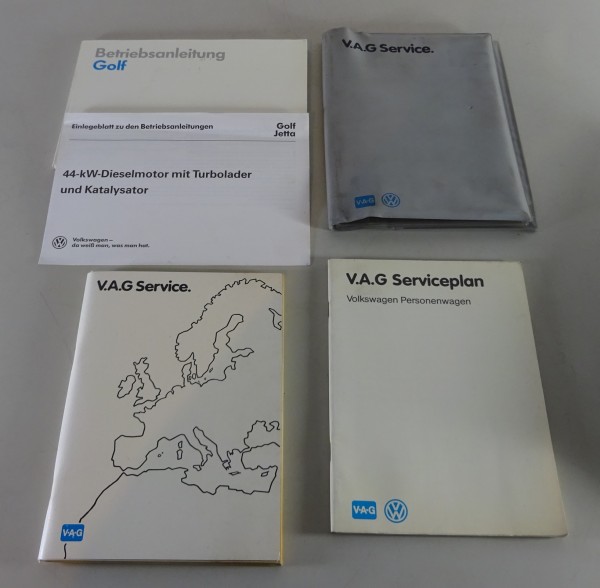 Betriebsanleitung
Golf
Einlegeblatt zu den Betriebsanleitungen
Golf
Jetta
44-kW-Dieselmotor mit Turbolader
und Katalysator
Volkswagen –
da weiß man, was man hat.
V.A.G Service.
V·A·G
V.A.G Service.
V·A·G
V.A.G Serviceplan
Volkswagen Personenwagen
V·A·G